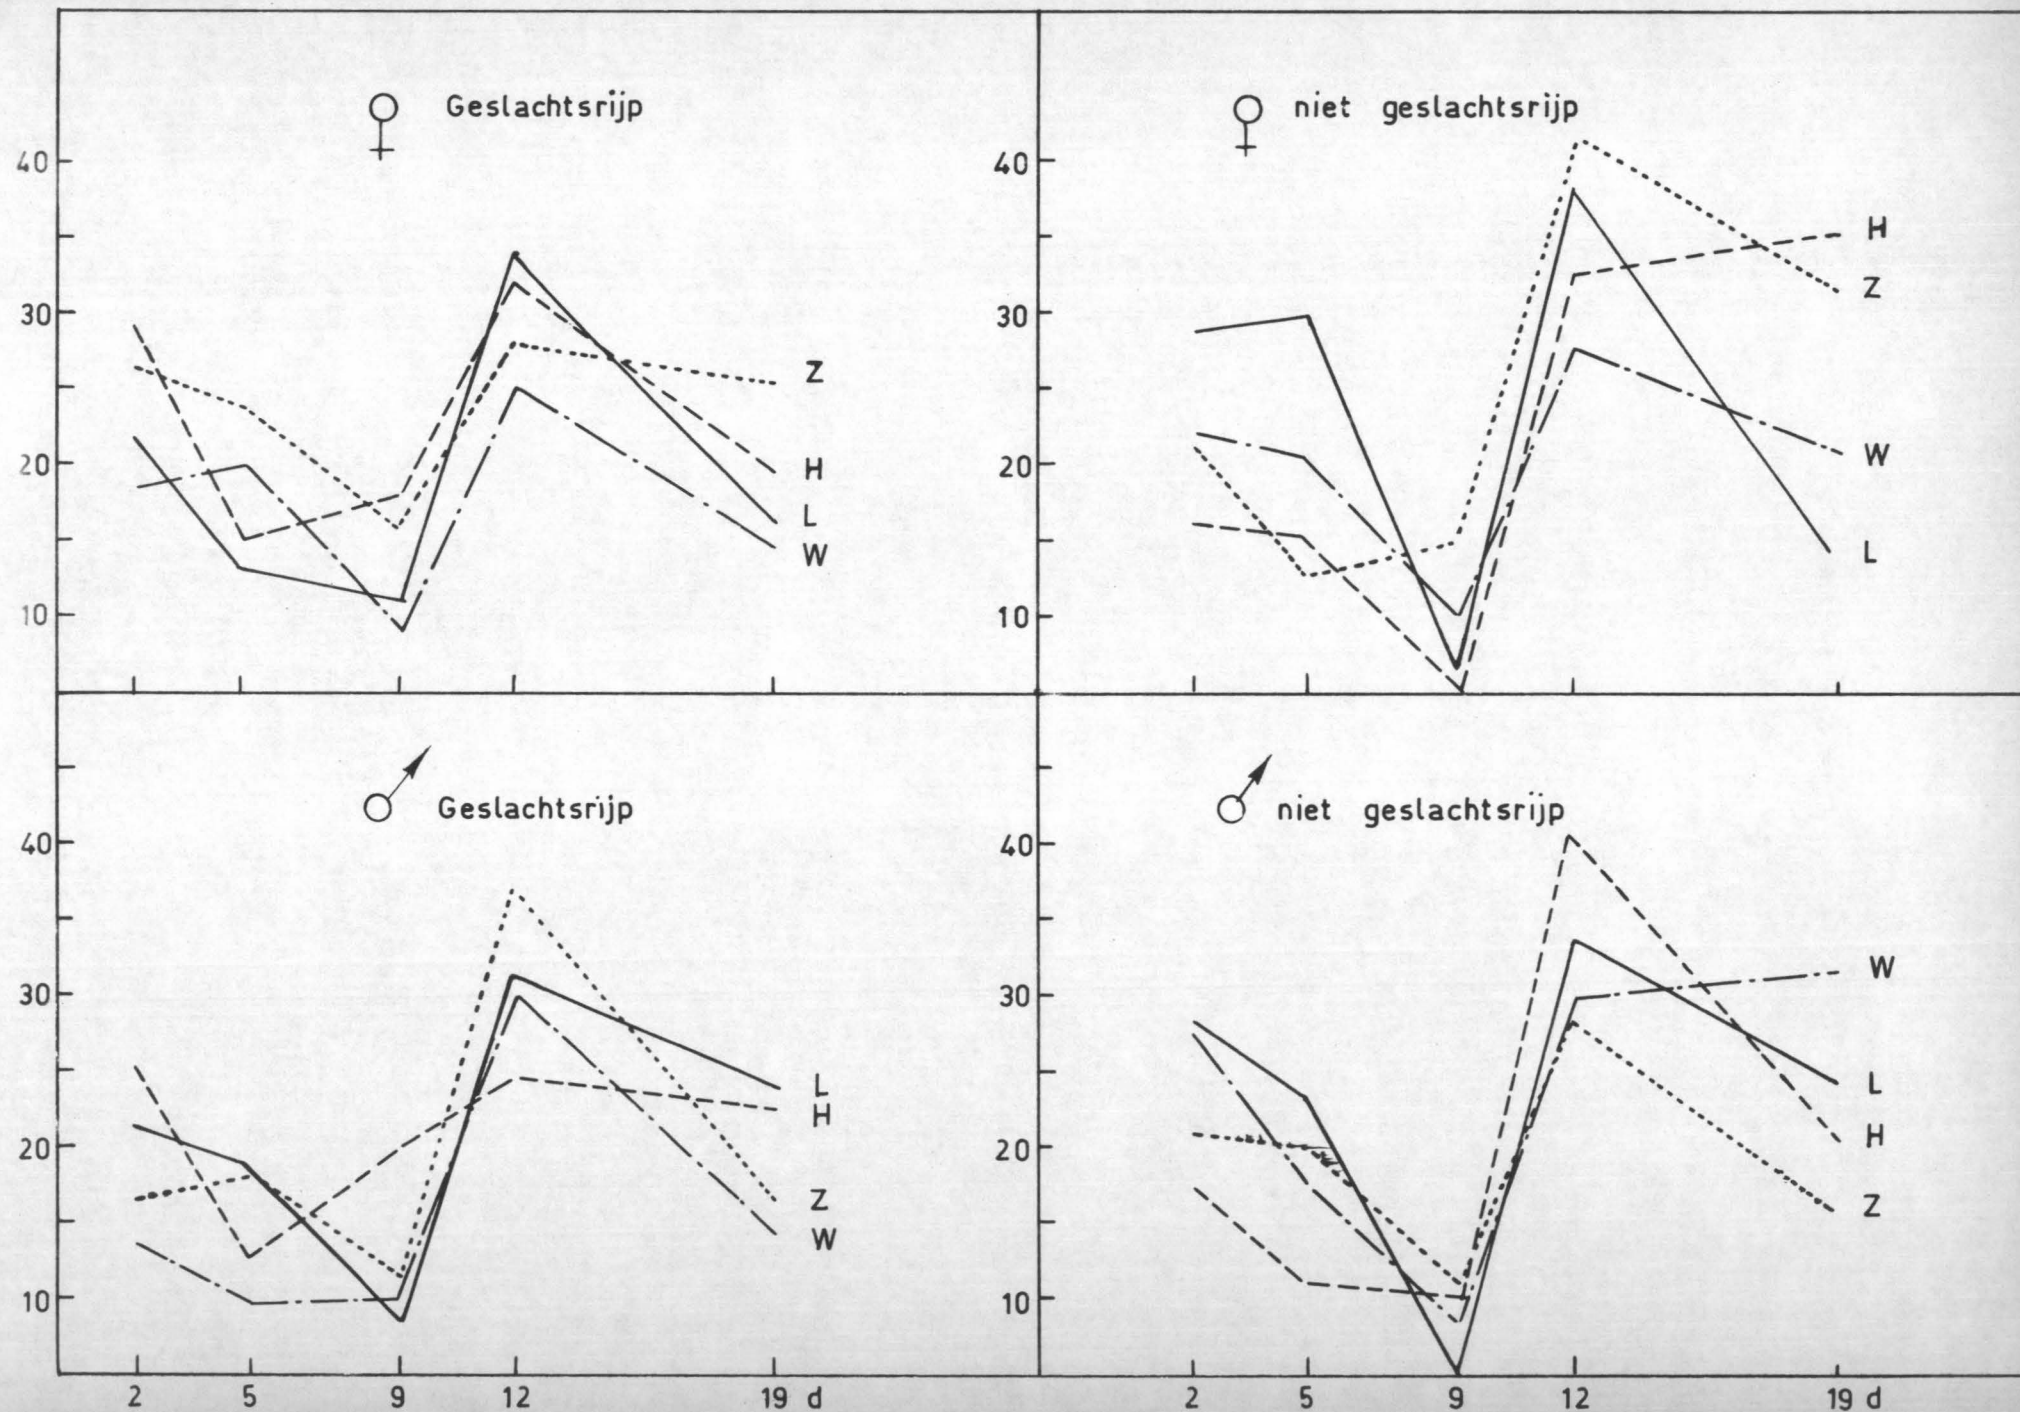 ♀ Geslachtsrijp
40
30
20
10
Z
H
L
W
♀ niet geslachtsrijp
40
30
20
10
H
Z
W
L
♂ Geslachtsrijp
40
30
20
10
L
H
Z
W
2 5 9 12 19 d
♂ niet geslachtsrijp
40
30
20
10
W
L
H
Z
2 5 9 12 19 d